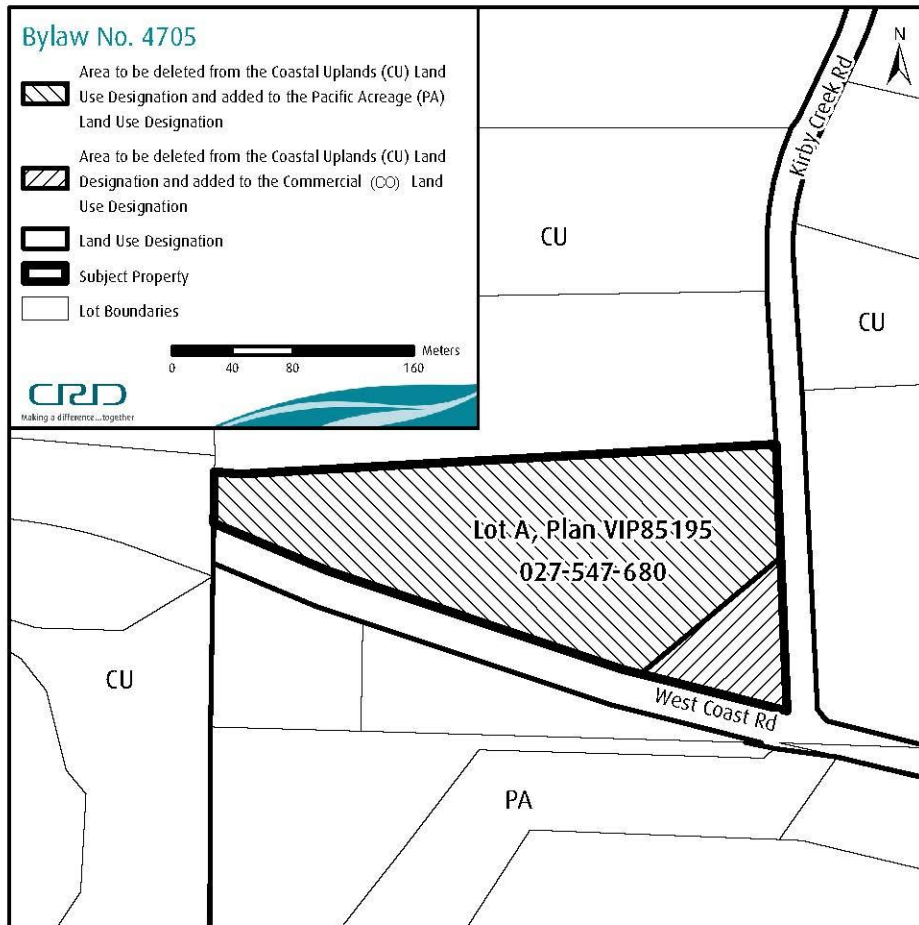 Bylaw No. 4705
Area to be deleted from the Coastal Uplands (CU) Land
Use Designation and added to the Pacific Acreage (PA)
Land Use Designation
Area to be deleted from the Coastal Uplands (CU) Land
Designation and added to the Commercial (CO) Land
Use Designation
Land Use Designation
Subject Property
Lot Boundaries
Meters
0 40 80 160
CRD
Making a difference...together
N
Kirby Creek Rd
CU
CU
Lot A, Plan VIP85195
027-547-680
CU
West Coast Rd
PA